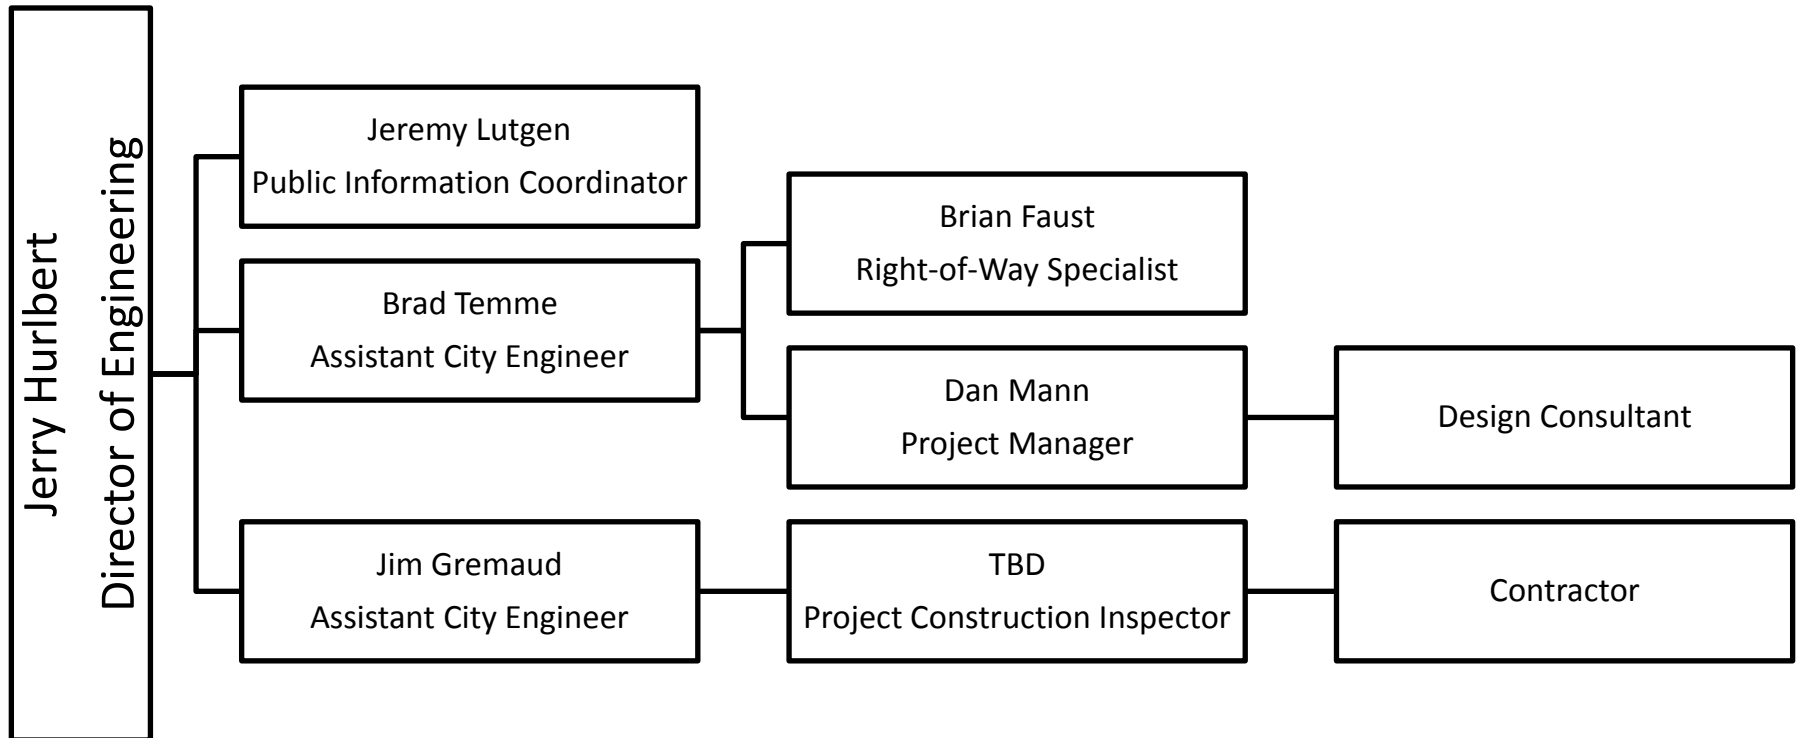 Jerry Hurlbert
Director of Engineering
Jeremy Lutgen
Public Information Coordinator
Brad Temme
Assistant City Engineer
Brian Faust
Right-of-Way Specialist
Dan Mann
Project Manager
Design Consultant
Jim Gremaud
Assistant City Engineer
TBD
Project Construction Inspector
Contractor